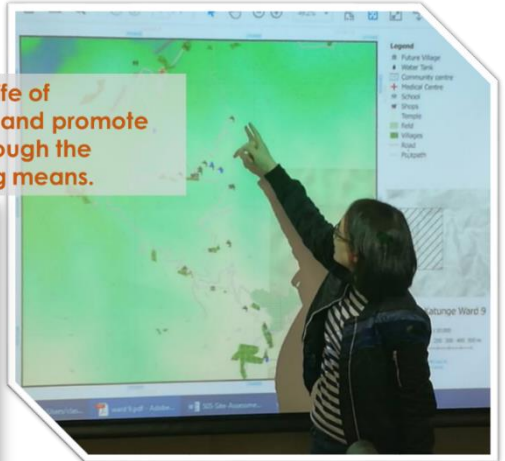 fe of
and promote
ough the
g means.
Legend
Future Village
Water Tank
Community centre
Medical Centre
School
Shops
Temple
Field
Villages
Road
Footpath
Katunge Ward 9
ward 9.pdf - Adobe...
SIS-Site-Assessme...